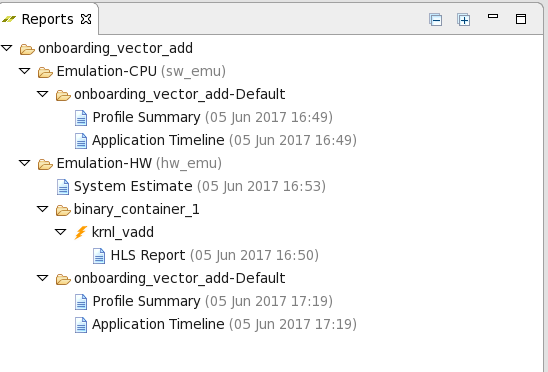 Reports
onboarding_vector_add
Emulation-CPU (sw_emu)
onboarding_vector_add-Default
Profile Summary (05 Jun 2017 16:49)
Application Timeline (05 Jun 2017 16:49)
Emulation-HW (hw_emu)
System Estimate (05 Jun 2017 16:53)
binary_container_1
krnl_vadd
HLS Report (05 Jun 2017 16:50)
onboarding_vector_add-Default
Profile Summary (05 Jun 2017 17:19)
Application Timeline (05 Jun 2017 17:19)